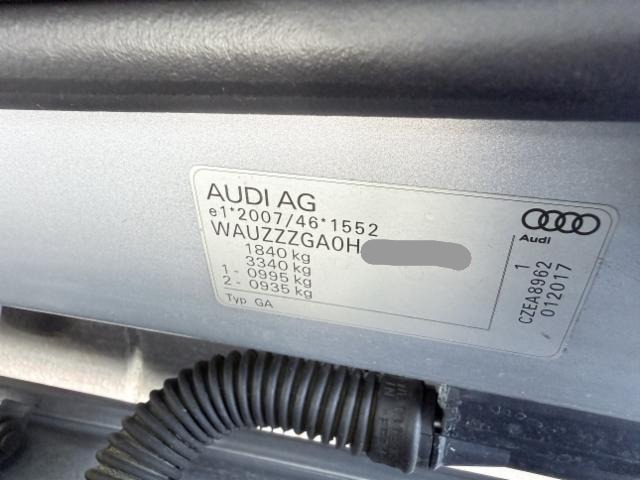 AUDI AG
e1*2007/46*1552
WAUZZZGA0H
1840 kg
3340 kg
1 - 0995 kg
2 - 0935 kg
Typ GA
Audi
1
CZEA8962
012017